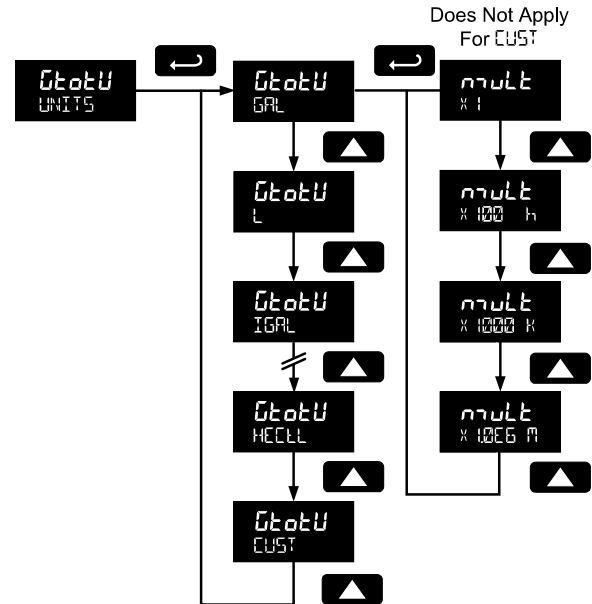 Does Not Apply
For CUST
GtotU
UNITS
GtotU
GAL
GtotU
L
GtotU
IGAL
GtotU
HECtL
GtotU
CUST
mult
x 1
mult
x 100 h
mult
x 1000 K
mult
x 1.0E6 M